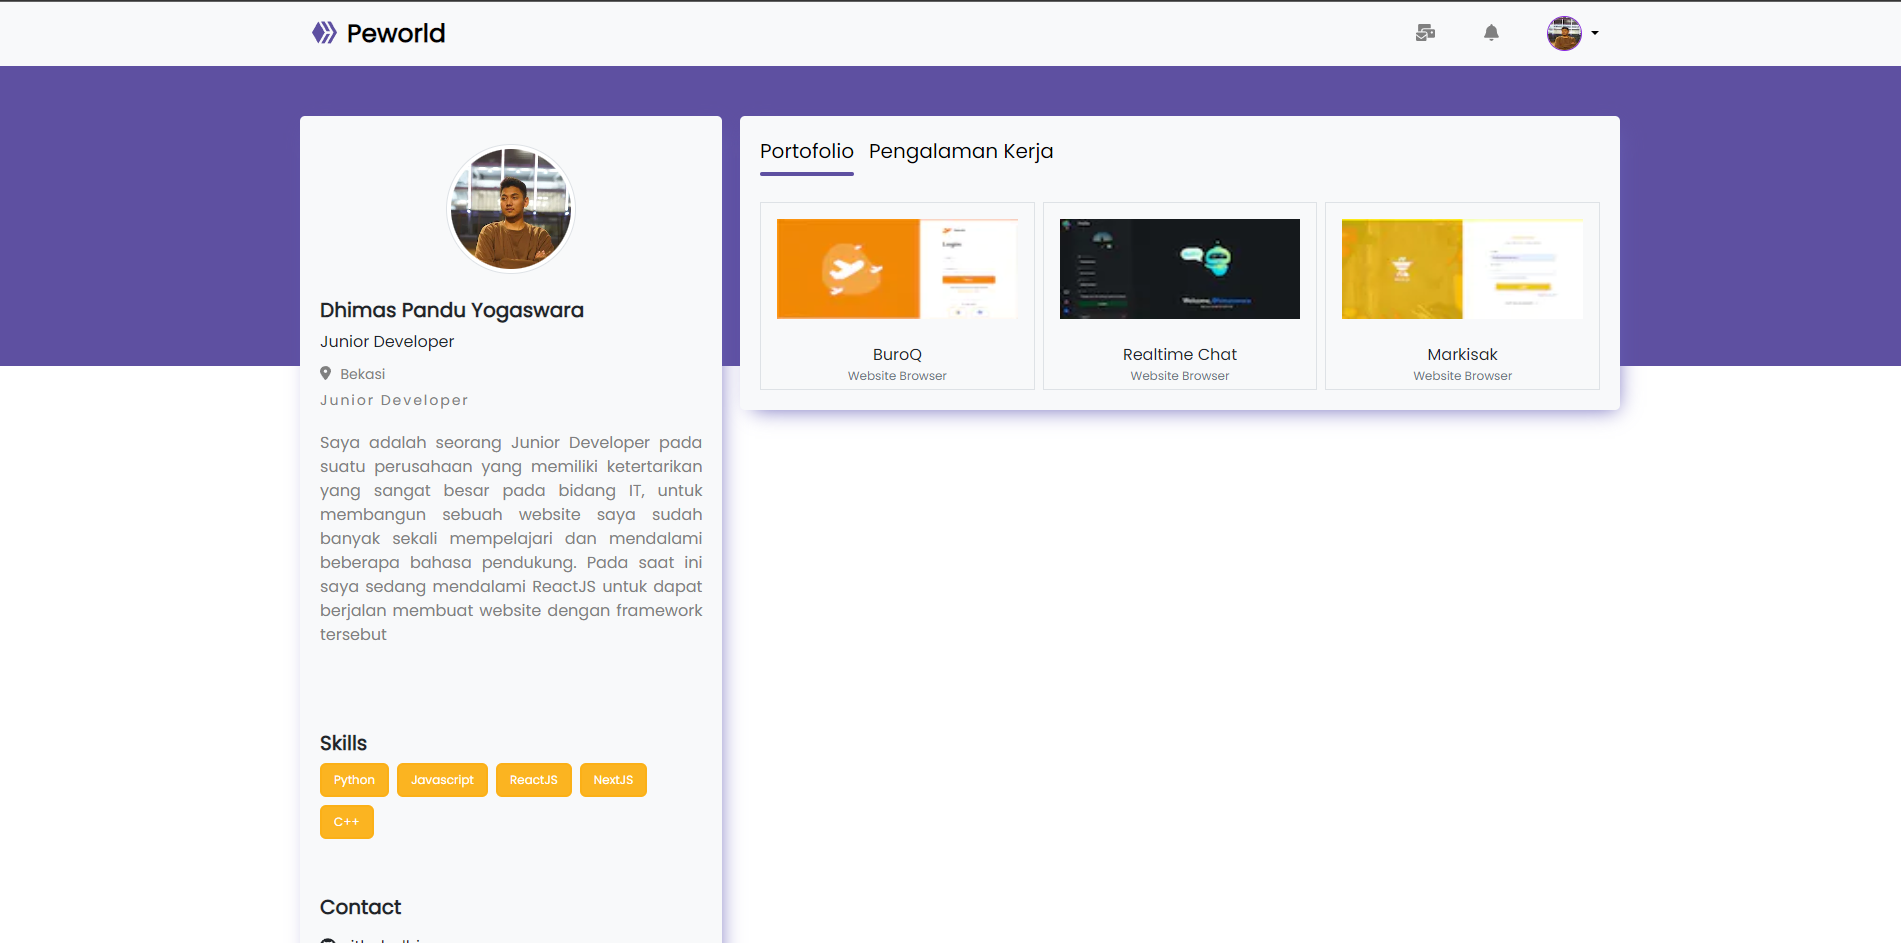 Peworld
Dhimas Pandu Yogaswara
Junior Developer
Bekasi
Junior Developer
Saya adalah seorang Junior Developer pada
suatu perusahaan yang memiliki ketertarikan
yang sangat besar pada bidang IT, untuk
membangun sebuah website saya sudah
banyak sekali mempelajari dan mendalami
beberapa bahasa pendukung. Pada saat ini
saya sedang mendalami ReactJS untuk dapat
berjalan membuat website dengan framework
tersebut
Skills
Python Javascript ReactJS NextJS
C++
Contact
Portofolio Pengalaman Kerja
Login
Welcome,
BuroQ Realtime Chat Markisak
Website Browser Website Browser Website Browser